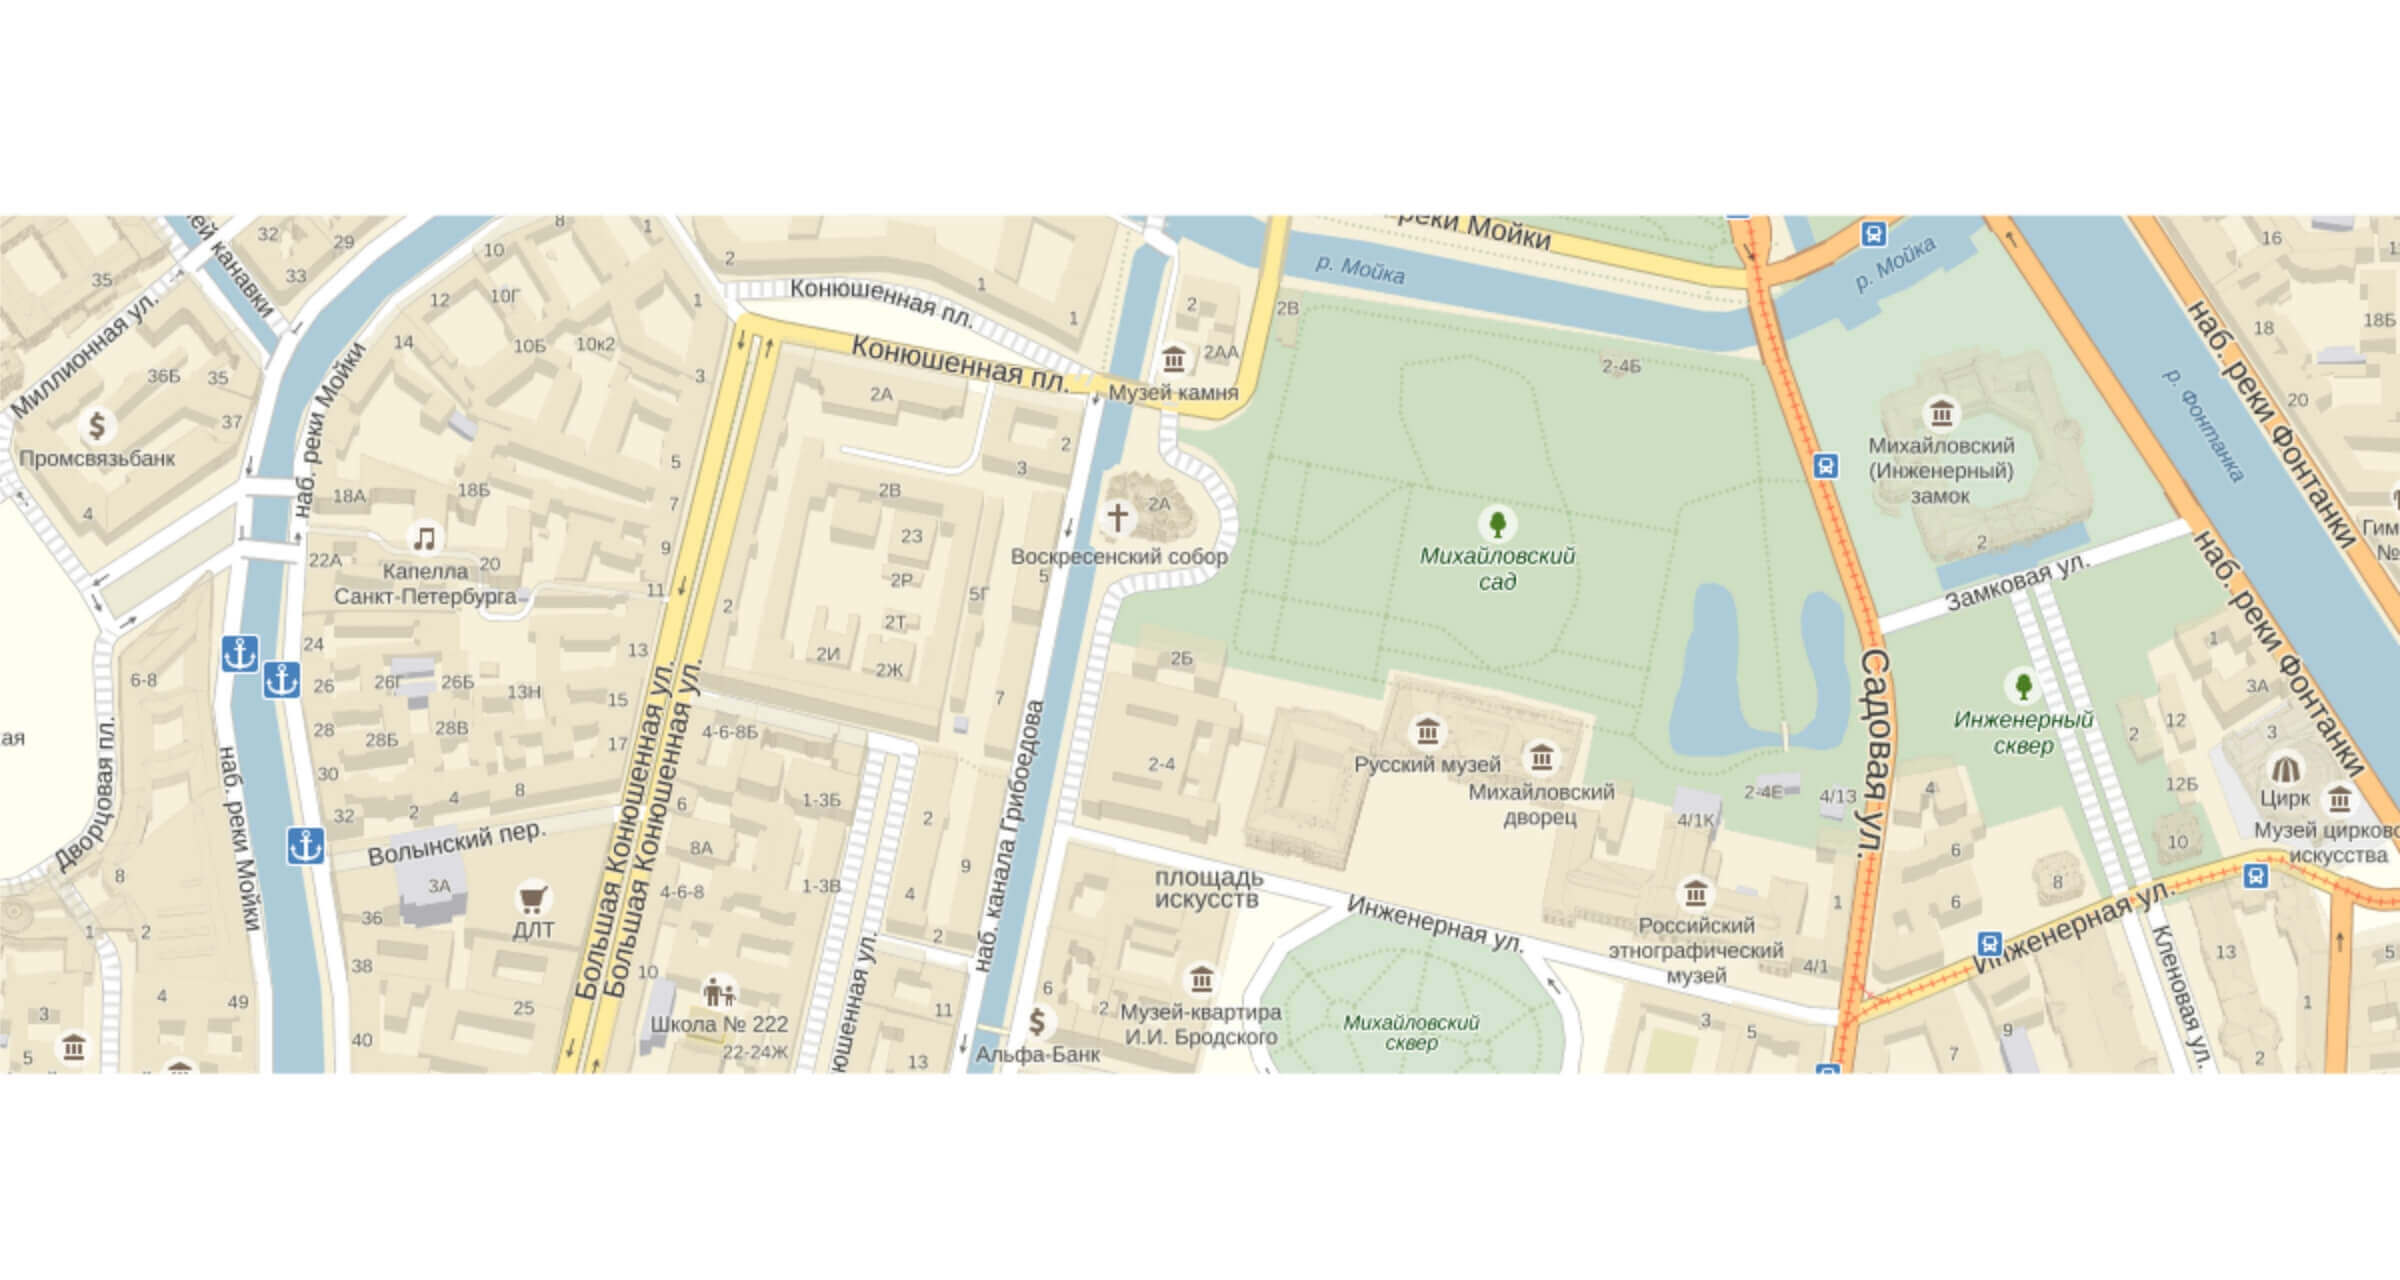 ей канавки
32
29
33
35
Миллионная ул.
36Б
35
37
Промсвязьбанк
4
8
10
12
10Г
14
10Б
10к2
наб. реки Мойки
18А
18Б
22А
20
Капелла
Санкт-Петербурга
24
26
26Г
26Б
13Н
28
28Б
28В
30
32
2
4
8
Волынский пер.
3А
ДЛТ
36
38
25
40
6-8
ая
Дворцовая пл.
наб. реки Мойки
8
1
2
4
49
3
5
1
2
1
3
5
7
9
11
13
15
17
Конюшенная пл.
1
1
Конюшенная пл.
2А
2
3
2В
23
2Р
2Т
2И
2Ж
5Г
5
7
2
Большая Конюшенная ул.
Большая Конюшенная ул.
4-6-8Б
6
8А
4-6-8
1-3Б
1-3В
2
9
4
2
10
Школа № 222
22-24Ж
11
13
юшенная ул.
наб. канала Грибоедова
2
2АА
Музей камня
2А
Воскресенский собор
2Б
2-4
площадь
искусств
6
2
Альфа-Банк
Музей-квартира
И.И. Бродского
реки Мойки
р. Мойка
р. Мойка
2В
2-4Б
Михайловский
сад
Русский музей
Михайловский
дворец
2-4Е
4/13
4/1К
Инженерная ул.
Российский
этнографический
музей
1
4/1
3
5
Михайловский
сквер
Садовая ул.
Михайловский
(Инженерный)
замок
2
Замковая ул.
Инженерный
сквер
4
6
6
8
10
Инженерная ул.
Кленовая ул.
7
9
13
2
1
5
наб. реки Фонтанки
р. Фонтанка
наб. реки Фонтанки
16
18
18Б
20
Гим
№
1
3А
2
12
12Б
3
Цирк
Музей цирково
искусства